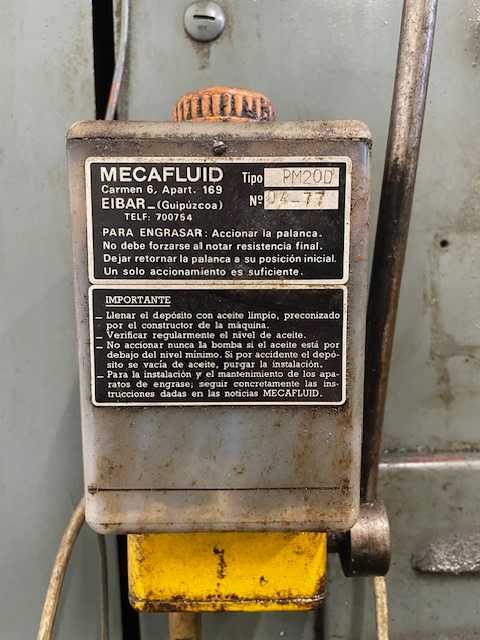 MECAFLUID Tipo PM20D
Carmen 6, Apart. 169
EIBAR_(Guipúzcoa) Nº
TELF: 700754
PARA ENGRASAR: Accionar la palanca.
No debe forzarse al notar resistencia final.
Dejar retornar la palanca a su posición inicial.
Un solo accionamiento es suficiente.
IMPORTANTE
_ Llenar el depósito con aceite limpio, preconizado
por el constructor de la máquina.
_ Verificar regularmente el nivel de aceite.
_ No accionar nunca la bomba si el aceite está por
debajo del nivel mínimo. Si por accidente el depó-
sito se vacía de aceite, purgar la instalación.
_ Para la instalación y el mantenimiento de los apa-
ratos de engrase, seguir concretamente las ins-
trucciones dadas en las noticias MECAFLUID.